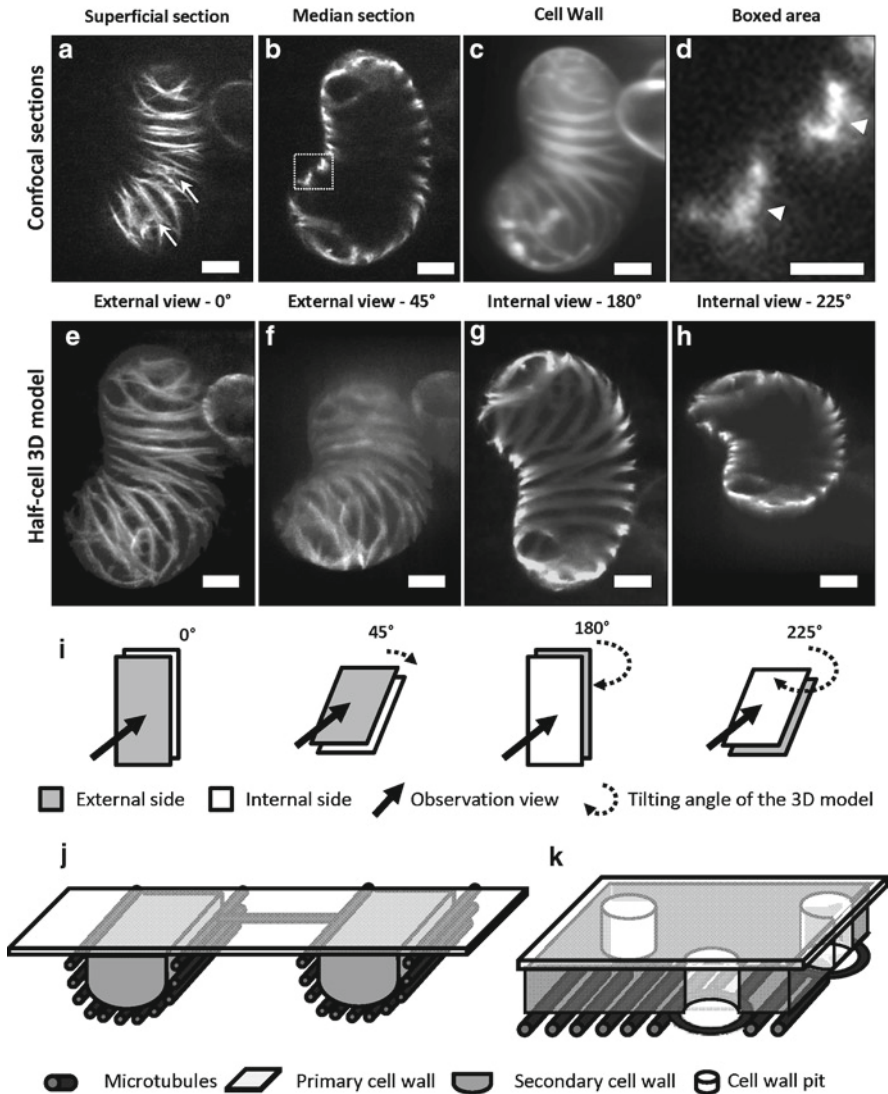 Superficial section Median section Cell Wall Boxed area
Confocal sections
a b c d
External view - 0° External view - 45° Internal view - 180° Internal view - 225°
Half-cell 3D model
e f g h
i 0° 45° 180° 225°
External side Internal side Observation view Tilting angle of the 3D model
j k
Microtubules Primary cell wall Secondary cell wall Cell wall pit